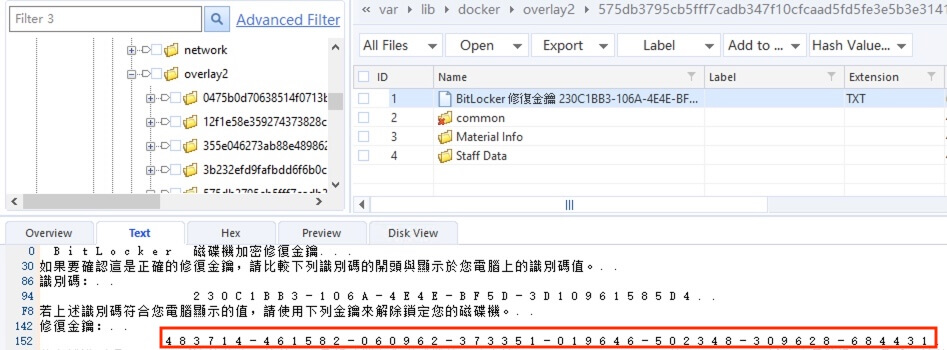 Filter 3
Advanced Filter
« var › lib › docker › overlay2 › 575db3795cb5fff7cadb347f10cfcaad5fd5fe3e5b3e3141
network
overlay2
0475b0d70638514f0713b
12f1e58e359274373828c
355e046273ab88e489862
3b232efd9fafbdd6f6b0c
All Files
Open
Export
Label
Add to ...
Hash Value...
ID Name Label Extension
1 BitLocker 修復金鑰 230C1BB3-106A-4E4E-BF... TXT
2 common
3 Material Info
4 Staff Data
Overview Text Hex Preview Disk View
0 BitLocker 磁碟機加密修復金鑰...
30 如果要確認這是正確的修復金鑰，請比較下列識別碼的開頭與顯示於您電腦上的識別碼值。..
86 識別碼：..
94 230C1BB3-106A-4E4E-BF5D-3D10961585D4..
F8 若上述識別碼符合您電腦顯示的值，請使用下列金鑰來解除鎖定您的磁碟機。..
142 修復金鑰：..
152 483714-461582-060962-373351-019646-502348-309628-684431